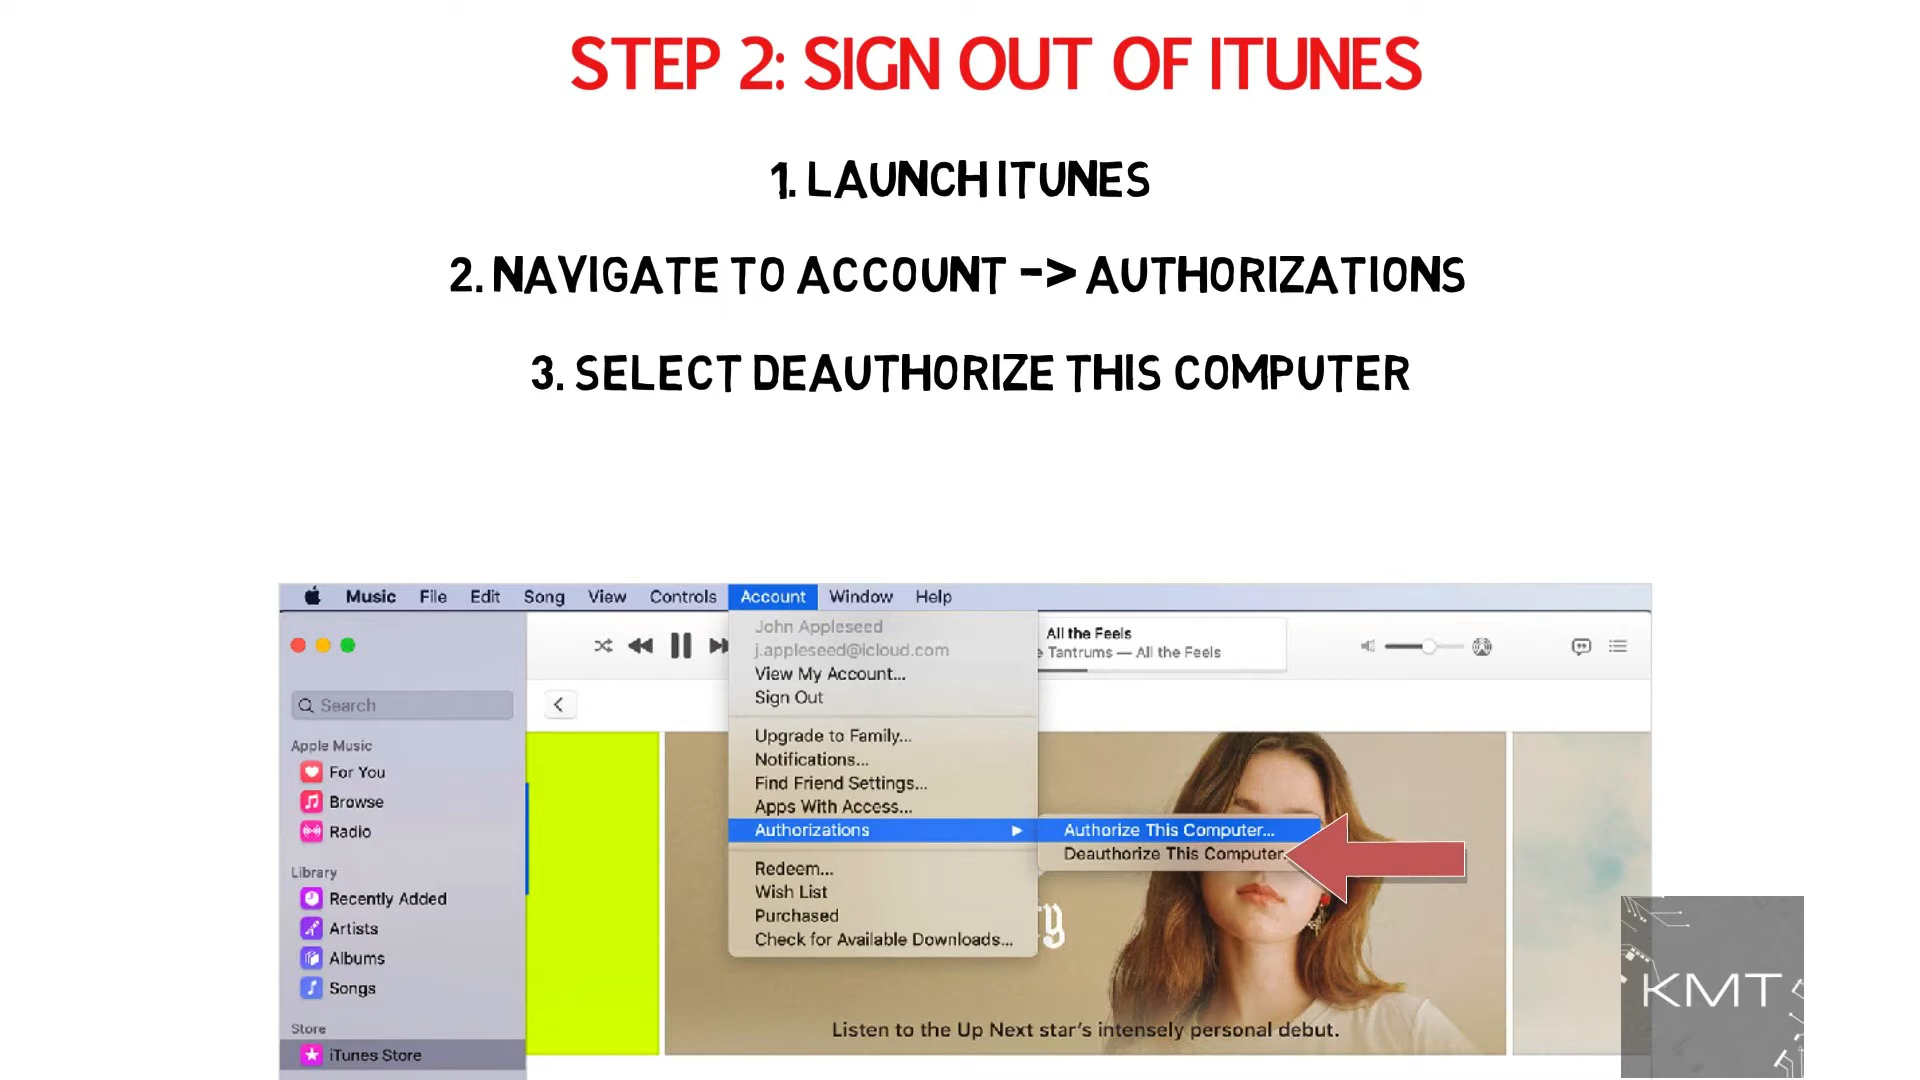 STEP 2: SIGN OUT OF ITUNES
1. LAUNCH ITUNES
2. NAVIGATE TO ACCOUNT -> AUTHORIZATIONS
3. SELECT DEAUTHORIZE THIS COMPUTER
Music File Edit Song View Controls Account Window Help
John Appleseed
j.appleseed@icloud.com
View My Account...
Sign Out
Upgrade to Family...
Notifications...
Find Friend Settings...
Apps With Access...
Authorizations
Redeem...
Wish List
Purchased
Check for Available Downloads...
Authorize This Computer...
Deauthorize This Computer.
All the Feels
Tantrums — All the Feels
Search
Apple Music
For You
Browse
Radio
Library
Recently Added
Artists
Albums
Songs
Store
iTunes Store
Listen to the Up Next star's intensely personal debut.
KMT